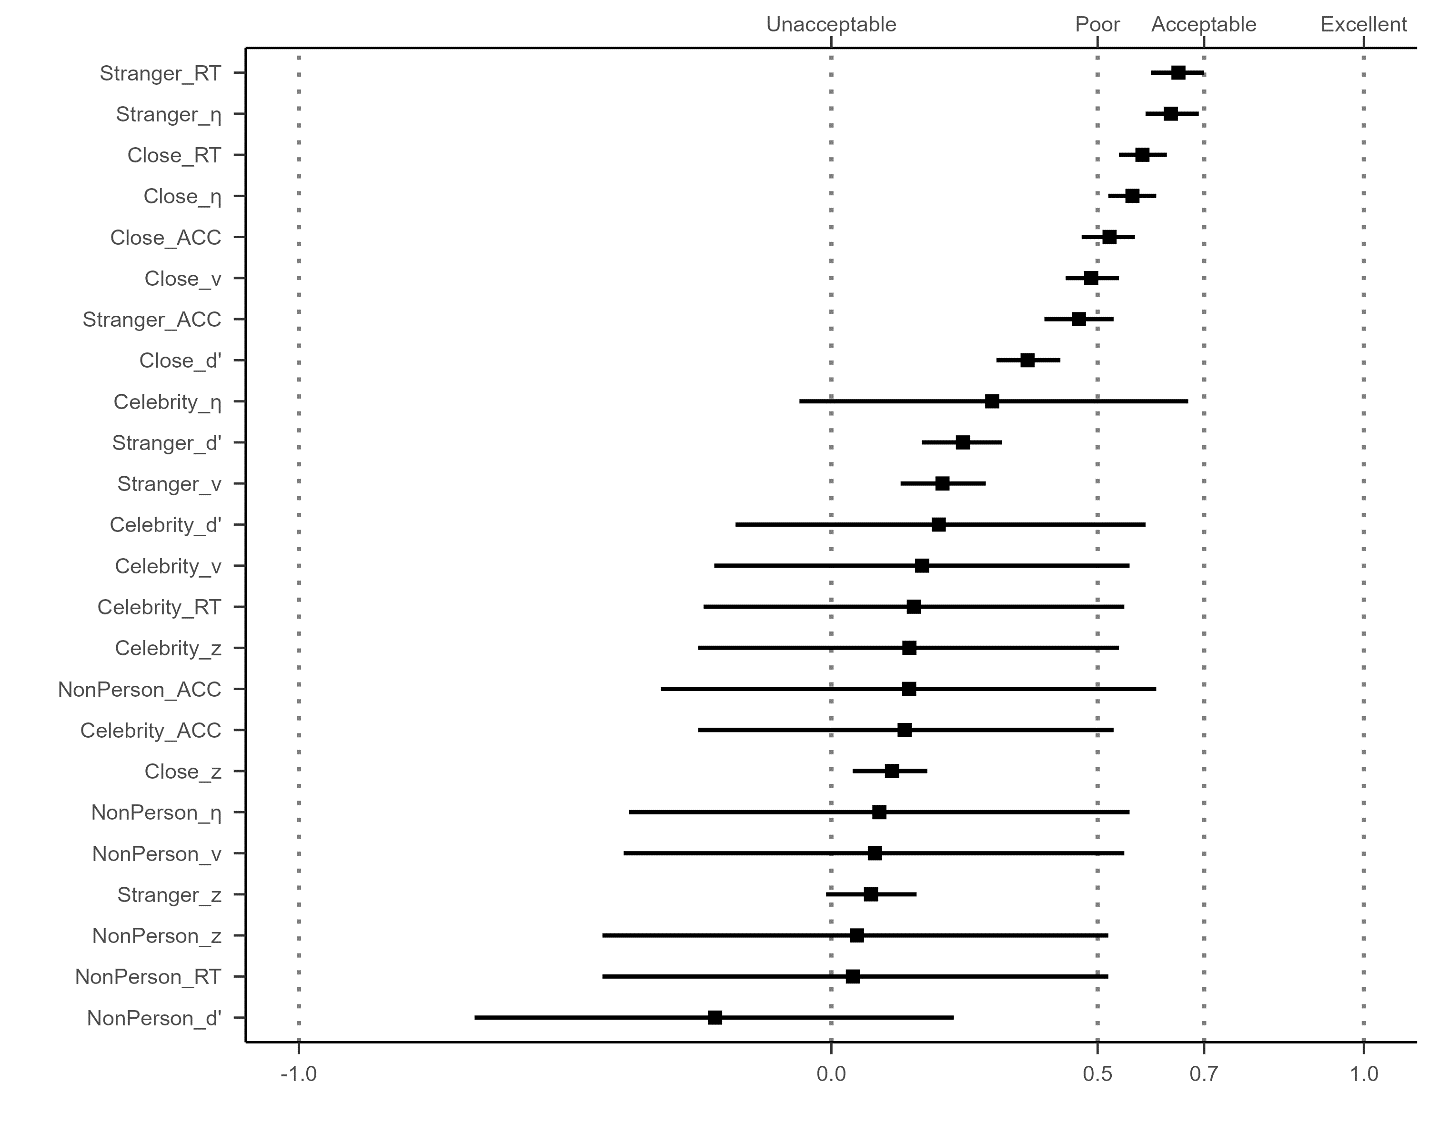 Unacceptable Poor Acceptable Excellent
Stranger_RT
Stranger_η
Close_RT
Close_η
Close_ACC
Close_v
Stranger_ACC
Close_d'
Celebrity_η
Stranger_d'
Stranger_v
Celebrity_d'
Celebrity_v
Celebrity_RT
Celebrity_z
NonPerson_ACC
Celebrity_ACC
Close_z
NonPerson_η
NonPerson_v
Stranger_z
NonPerson_z
NonPerson_RT
NonPerson_d'
-1.0 0.0 0.5 0.7 1.0